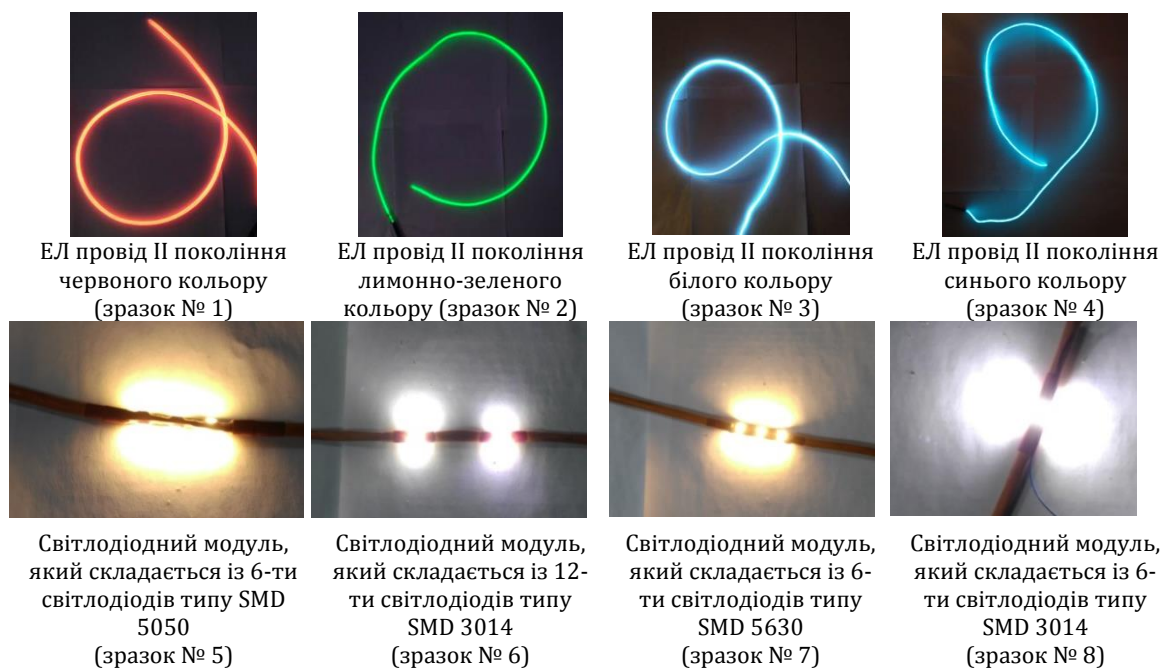 ЕЛ провід ІІ покоління
червоного кольору
(зразок № 1)
ЕЛ провід ІІ покоління
лимонно-зеленого
кольору (зразок № 2)
ЕЛ провід ІІ покоління
білого кольору
(зразок № 3)
ЕЛ провід ІІ покоління
синього кольору
(зразок № 4)
Світлодіодний модуль,
який складається із 6-ти
світлодіодів типу SMD
5050
(зразок № 5)
Світлодіодний модуль,
який складається із 12-
ти світлодіодів типу
SMD 3014
(зразок № 6)
Світлодіодний модуль,
який складається із 6-
ти світлодіодів типу
SMD 5630
(зразок № 7)
Світлодіодний модуль,
який складається із 6-
ти світлодіодів типу
SMD 3014
(зразок № 8)